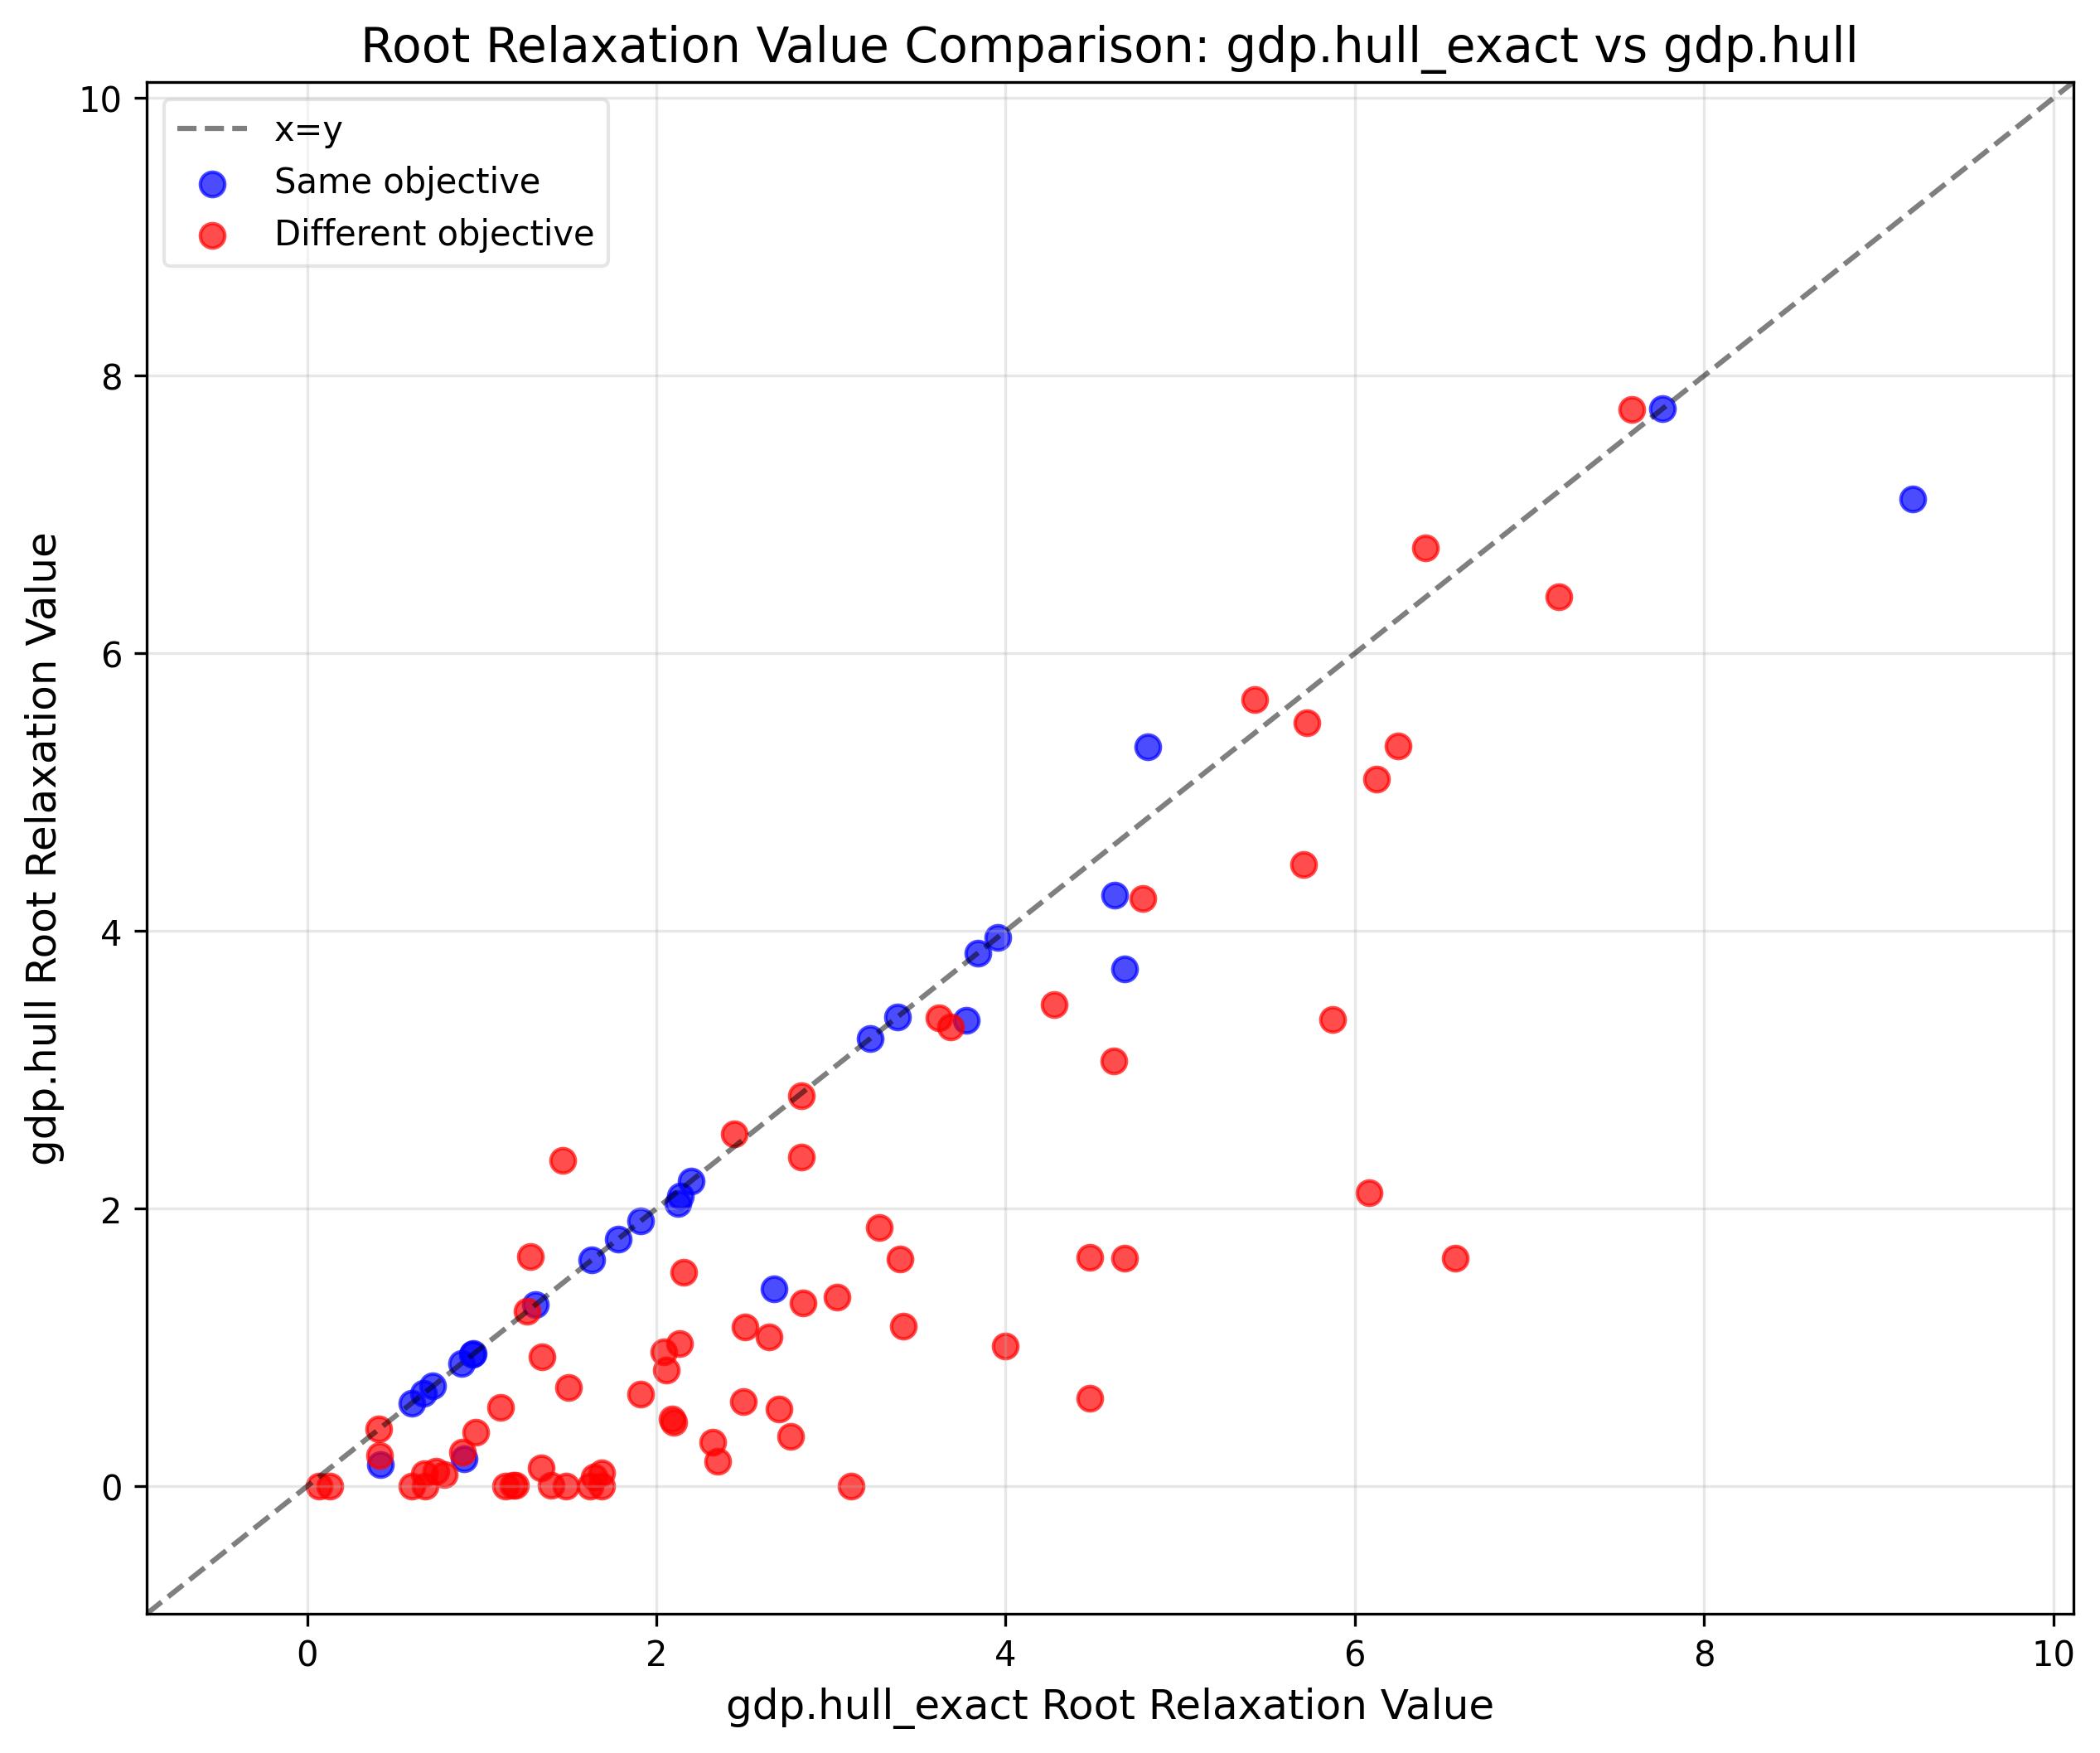 Root Relaxation Value Comparison: gdp.hull_exact vs gdp.hull
x=y
Same objective
Different objective
gdp.hull Root Relaxation Value
10
8
6
4
2
0
0 2 4 6 8 10
gdp.hull_exact Root Relaxation Value